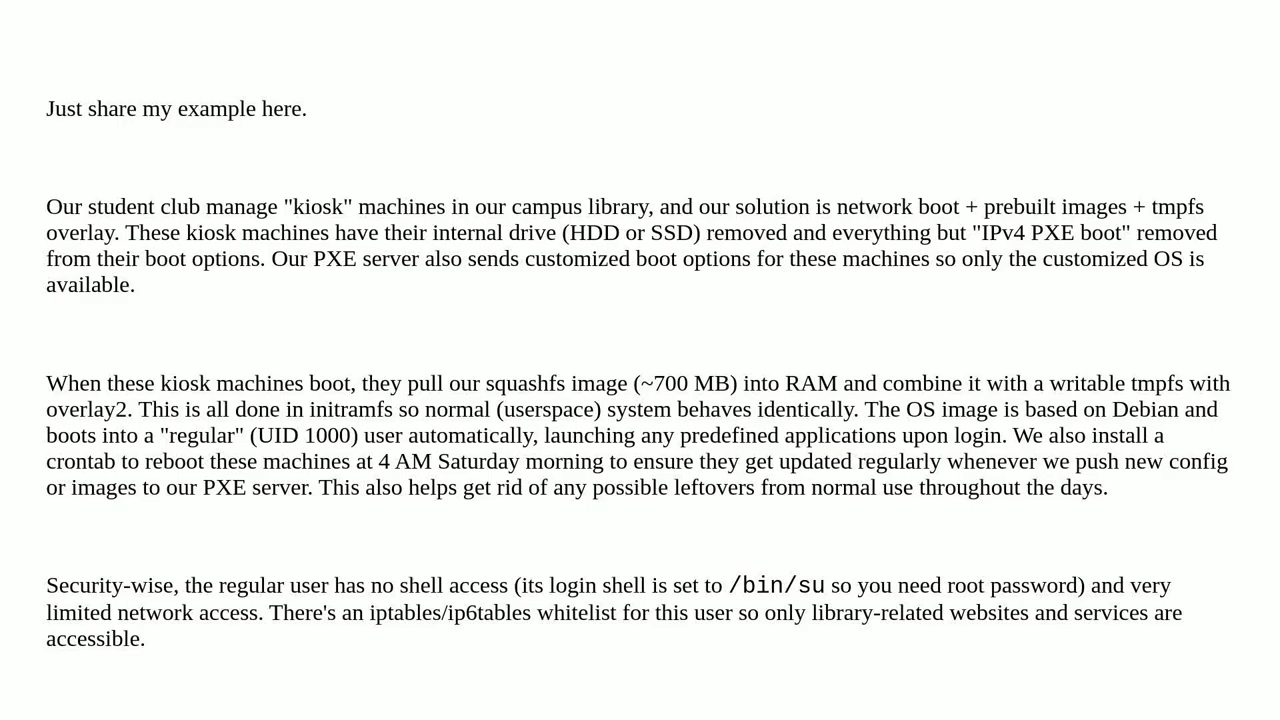 Just share my example here.
Our student club manage "kiosk" machines in our campus library, and our solution is network boot + prebuilt images + tmpfs
overlay. These kiosk machines have their internal drive (HDD or SSD) removed and everything but "IPv4 PXE boot" removed
from their boot options. Our PXE server also sends customized boot options for these machines so only the customized OS is
available.
When these kiosk machines boot, they pull our squashfs image (~700 MB) into RAM and combine it with a writable tmpfs with
overlay2. This is all done in initramfs so normal (userspace) system behaves identically. The OS image is based on Debian and
boots into a "regular" (UID 1000) user automatically, launching any predefined applications upon login. We also install a
crontab to reboot these machines at 4 AM Saturday morning to ensure they get updated regularly whenever we push new config
or images to our PXE server. This also helps get rid of any possible leftovers from normal use throughout the days.
Security-wise, the regular user has no shell access (its login shell is set to /bin/su so you need root password) and very
limited network access. There's an iptables/ip6tables whitelist for this user so only library-related websites and services are
accessible.